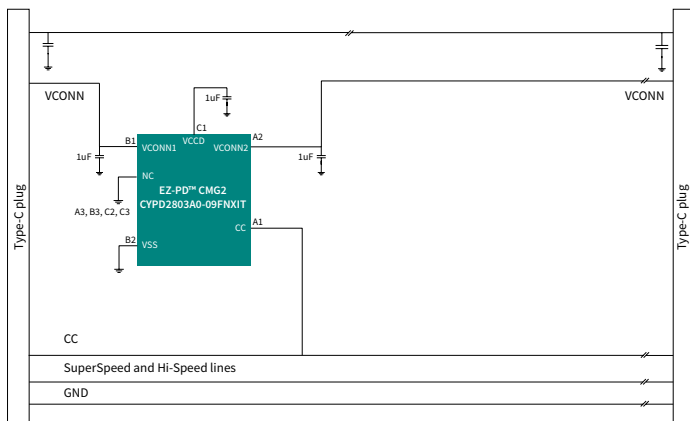 VCONN
VCONN
1uF
C1
B1
A2
VCCD
VCONN1
VCONN2
1uF
1uF
NC
EZ-PD™ CMG2
CYPD2803A0-09FNXIT
A3, B3, C2, C3
A1
CC
B2
VSS
Type-C plug
Type-C plug
CC
SuperSpeed and Hi-Speed lines
GND